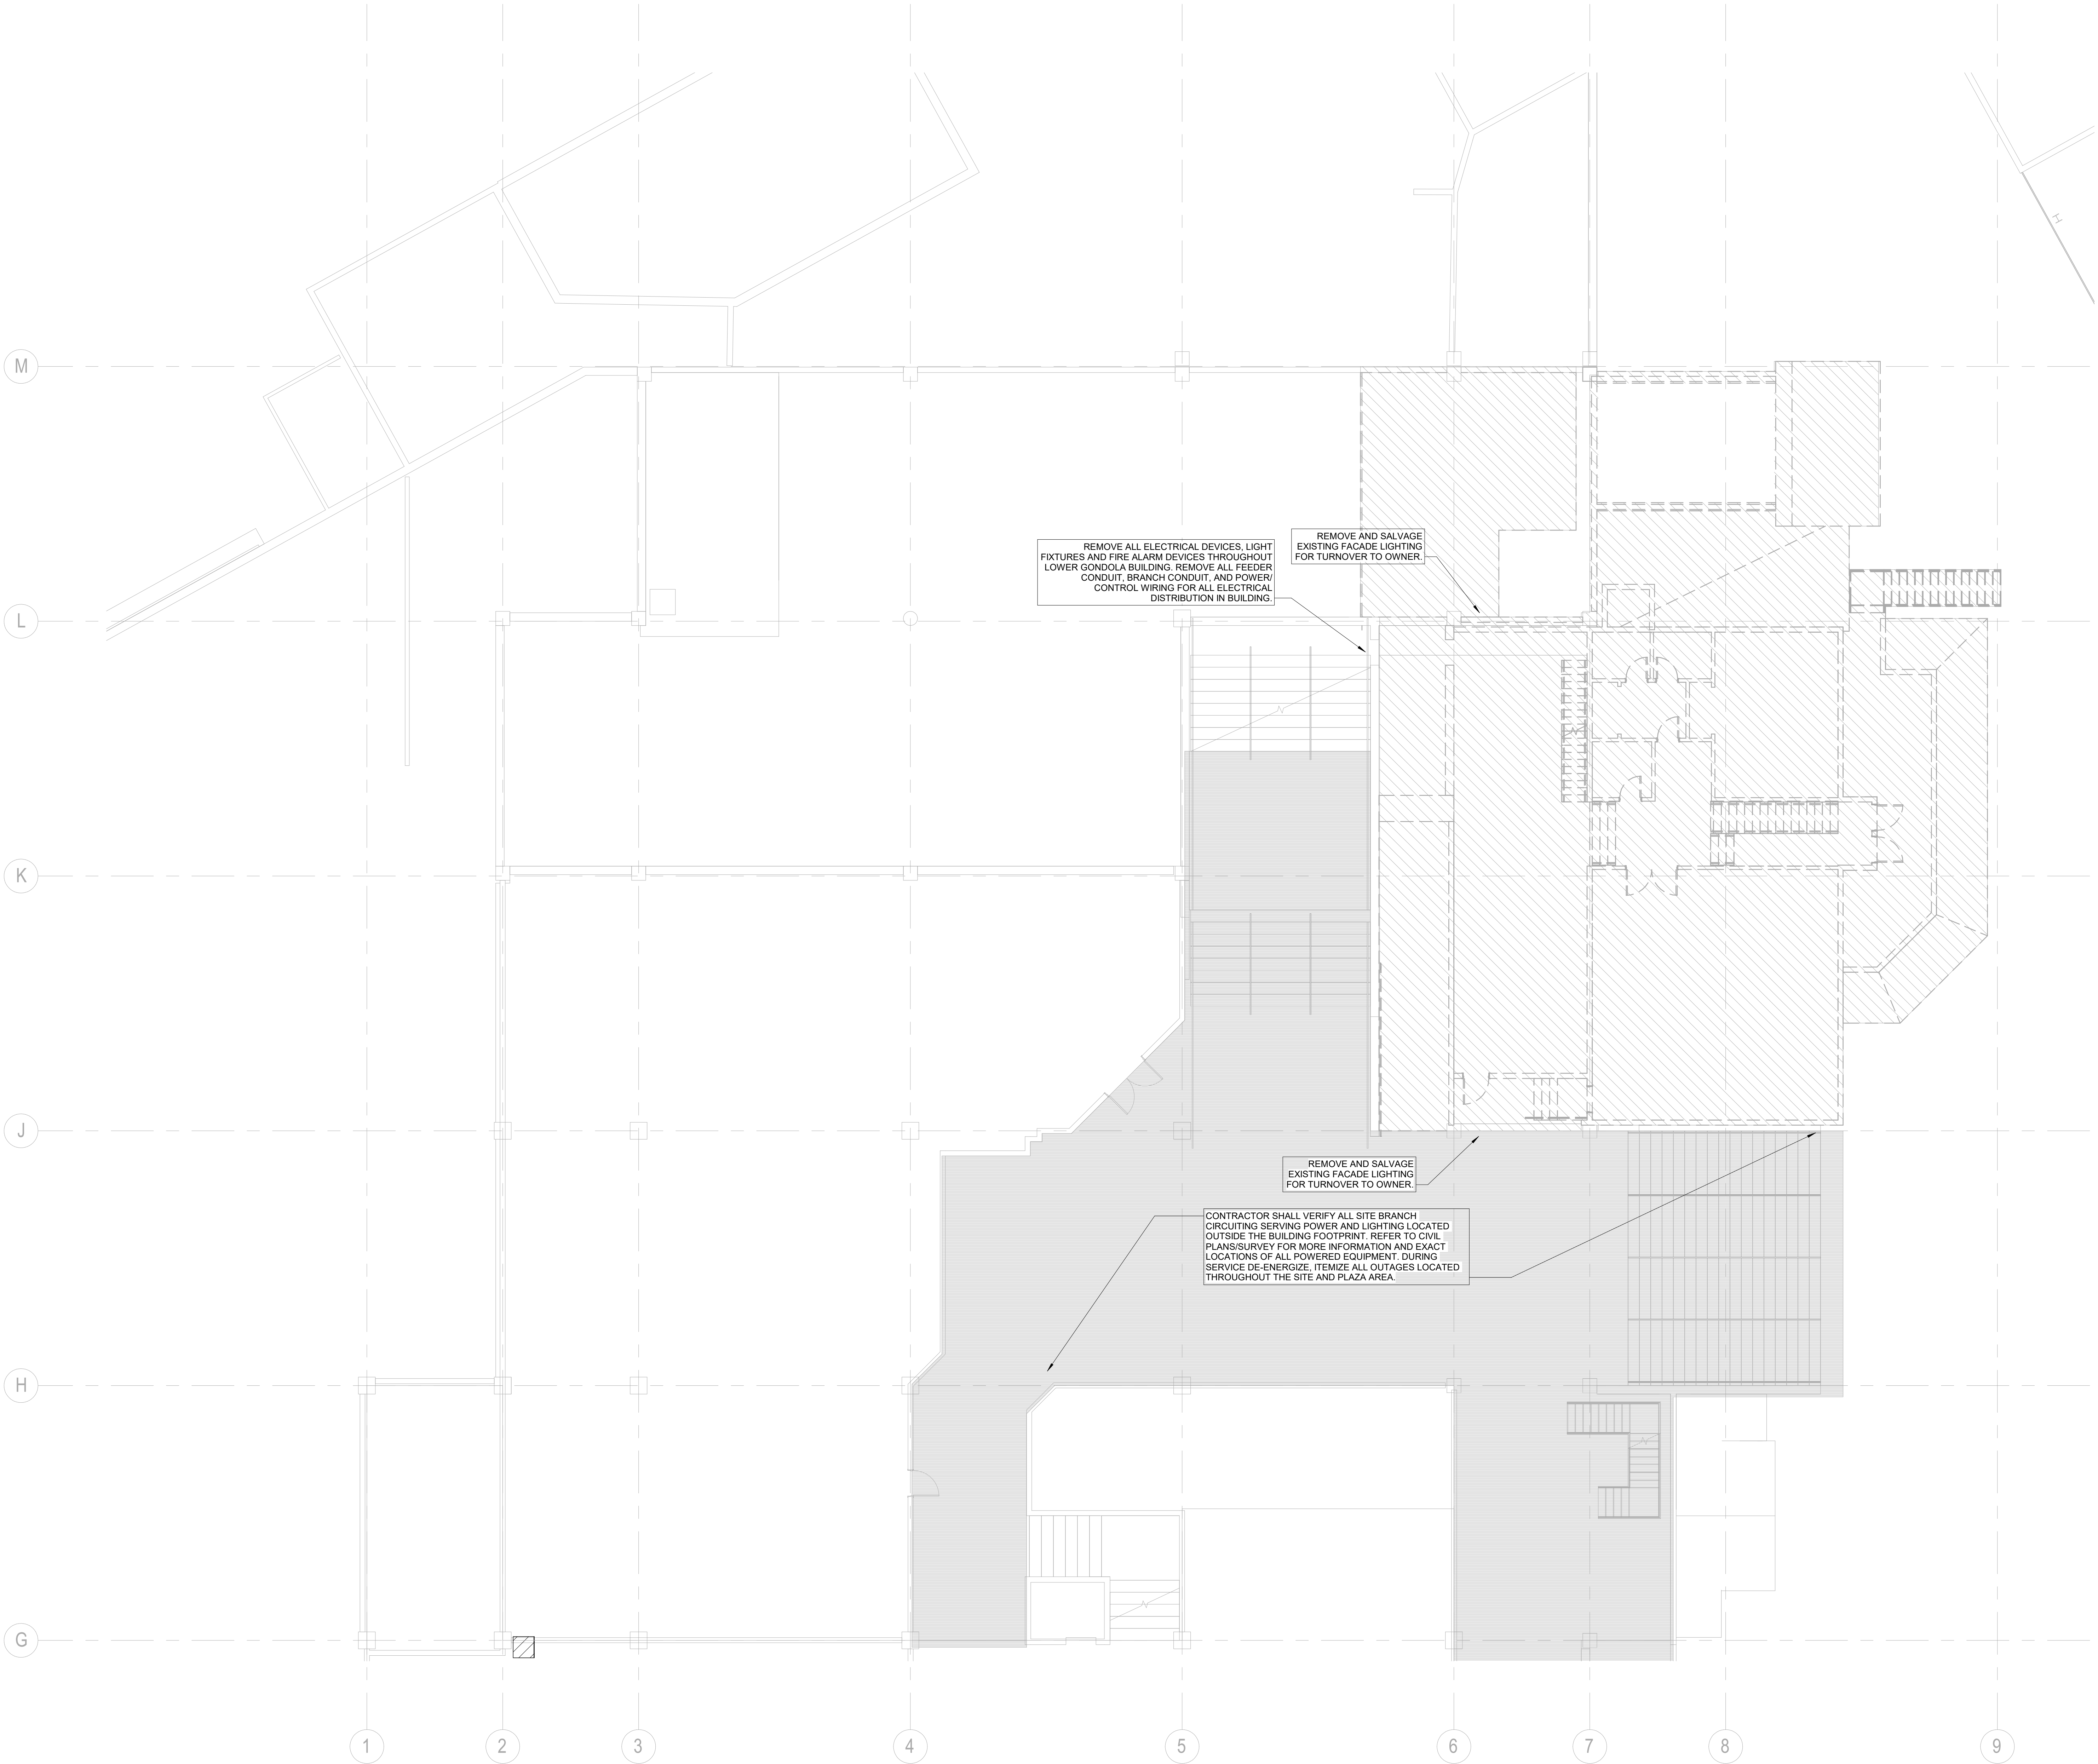 H
M
REMOVE ALL ELECTRICAL DEVICES, LIGHT
FIXTURES AND FIRE ALARM DEVICES THROUGHOUT
LOWER GONDOLA BUILDING. REMOVE ALL FEEDER
CONDUIT, BRANCH CONDUIT, AND POWER/
CONTROL WIRING FOR ALL ELECTRICAL
DISTRIBUTION IN BUILDING.
REMOVE AND SALVAGE
EXISTING FACADE LIGHTING
FOR TURNOVER TO OWNER.
L
K
J
REMOVE AND SALVAGE
EXISTING FACADE LIGHTING
FOR TURNOVER TO OWNER.
CONTRACTOR SHALL VERIFY ALL SITE BRANCH
CIRCUITING SERVING POWER AND LIGHTING LOCATED
OUTSIDE THE BUILDING FOOTPRINT. REFER TO CIVIL
PLANS/SURVEY FOR MORE INFORMATION AND EXACT
LOCATIONS OF ALL POWERED EQUIPMENT. DURING
SERVICE DE-ENERGIZE, ITEMIZE ALL OUTAGES LOCATED
THROUGHOUT THE SITE AND PLAZA AREA.
H
G
1 2 3 4 5 6 7 8 9